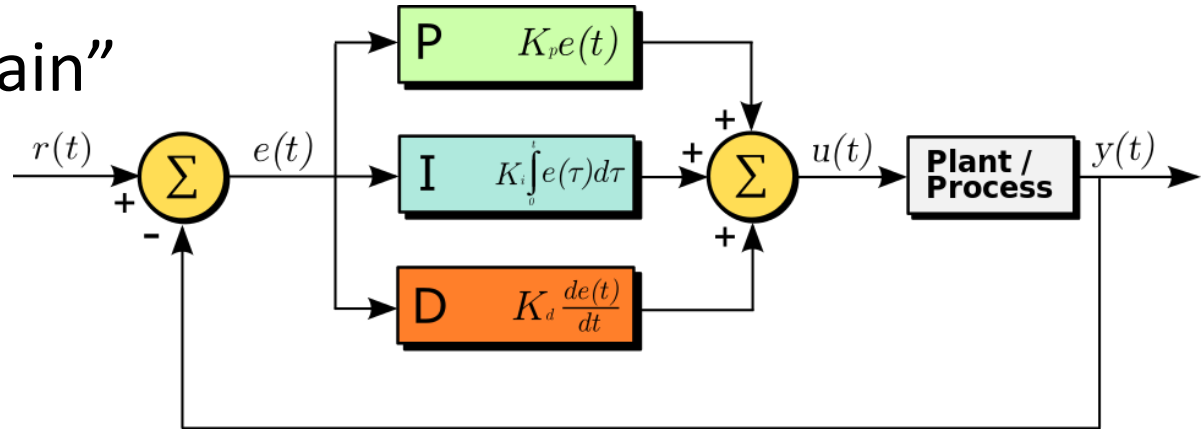 ain”
P K_p e(t)
r(t) + - Σ e(t)
I K_i ∫_0^t e(τ)dτ
D K_d de(t)/dt
+ + + Σ u(t)
Plant /
Process
y(t)